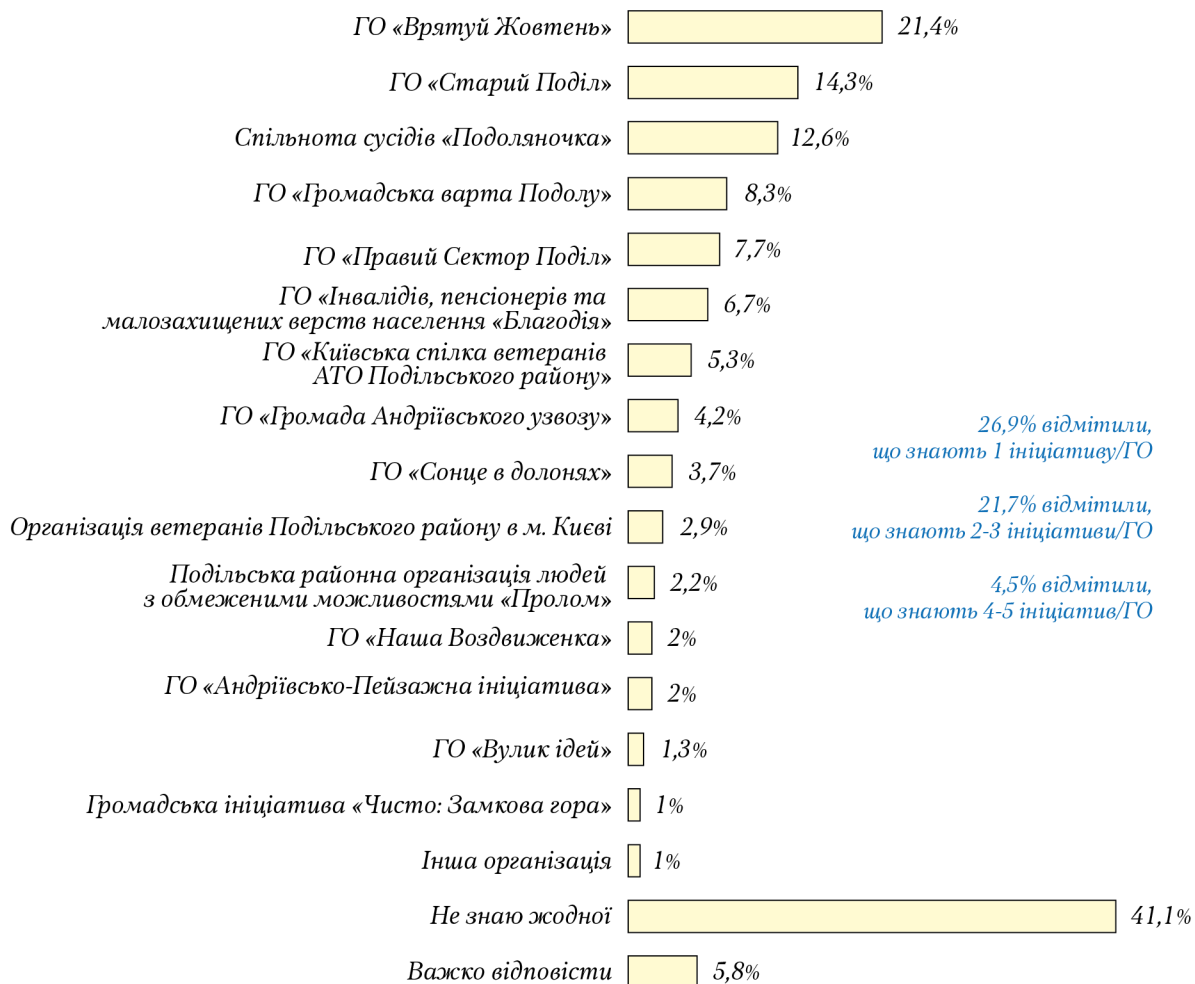 ГО «Врятуй Жовтень» 21,4%
ГО «Старий Поділ» 14,3%
Спільнота сусідів «Подоляночка» 12,6%
ГО «Громадська варта Подолу» 8,3%
ГО «Правий Сектор Поділ» 7,7%
ГО «Інвалідів, пенсіонерів та
малозахищених верств населення «Благодія» 6,7%
ГО «Київська спілка ветеранів
АТО Подільського району» 5,3%
ГО «Громада Андріївського узвозу» 4,2%
ГО «Сонце в долонях» 3,7%
Організація ветеранів Подільського району в м. Києві 2,9%
Подільська районна організація людей
з обмеженими можливостями «Пролом» 2,2%
ГО «Наша Воздвиженка» 2%
ГО «Андріївсько-Пейзажна ініціатива» 2%
ГО «Вулик ідей» 1,3%
Громадська ініціатива «Чисто: Замкова гора» 1%
Інша організація 1%
Не знаю жодної 41,1%
Важко відповісти 5,8%
26,9% відмітили,
що знають 1 ініціативу/ГО
21,7% відмітили,
що знають 2-3 ініціативи/ГО
4,5% відмітили,
що знають 4-5 ініціатив/ГО